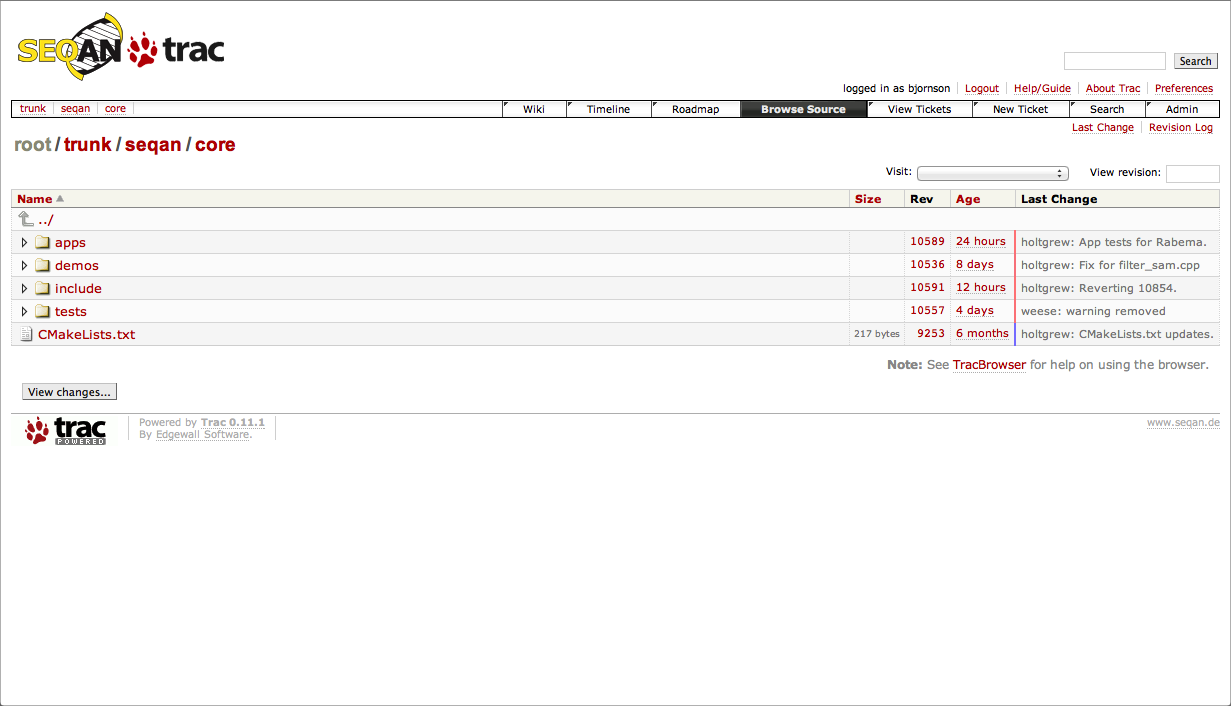 SEQAN trac
Search
logged in as bjornson Logout Help/Guide About Trac Preferences
trunk seqan core Wiki Timeline Roadmap Browse Source View Tickets New Ticket Search Admin
Last Change Revision Log
root / trunk / seqan / core
Visit: View revision:
Name Size Rev Age Last Change
../
apps 10589 24 hours holtgrew: App tests for Rabema.
demos 10536 8 days holtgrew: Fix for filter_sam.cpp
include 10591 12 hours holtgrew: Reverting 10854.
tests 10557 4 days weese: warning removed
CMakeLists.txt 217 bytes 9253 6 months holtgrew: CMakeLists.txt updates.
Note: See TracBrowser for help on using the browser.
View changes...
trac POWERED
Powered by Trac 0.11.1
By Edgewall Software.
www.seqan.de